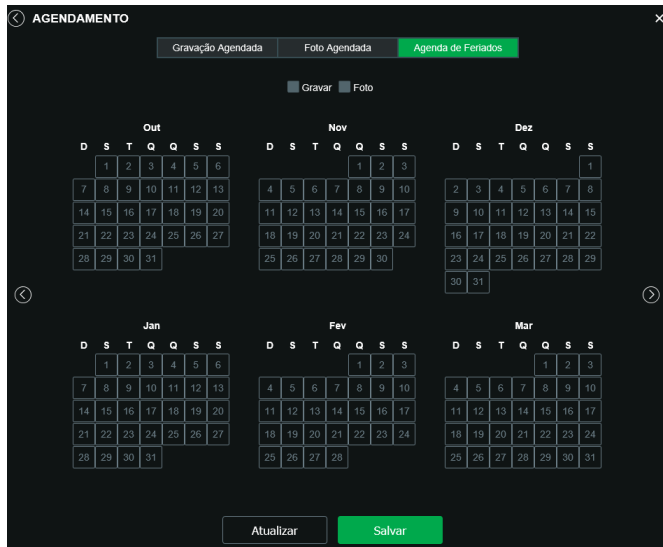 AGENDAMENTO
Gravação Agendada Foto Agendada Agenda de Feriados
Gravar Foto
Out Nov Dez
D S T Q Q S S D S T Q Q S S D S T Q Q S S
1 2 3 4 5 6 1 2 3 1
7 8 9 10 11 12 13 4 5 6 7 8 9 10 2 3 4 5 6 7 8
14 15 16 17 18 19 20 11 12 13 14 15 16 17 9 10 11 12 13 14 15
21 22 23 24 25 26 27 18 19 20 21 22 23 24 16 17 18 19 20 21 22
28 29 30 31 25 26 27 28 29 30 23 24 25 26 27 28 29
30 31
Jan Fev Mar
D S T Q Q S S D S T Q Q S S D S T Q Q S S
1 2 3 4 5 6 1 2 3 1 2 3
7 8 9 10 11 12 13 4 5 6 7 8 9 10 4 5 6 7 8 9 10
14 15 16 17 18 19 20 11 12 13 14 15 16 17 11 12 13 14 15 16 17
21 22 23 24 25 26 27 18 19 20 21 22 23 24 18 19 20 21 22 23 24
28 29 30 31 25 26 27 28 25 26 27 28 29 30 31
Atualizar Salvar